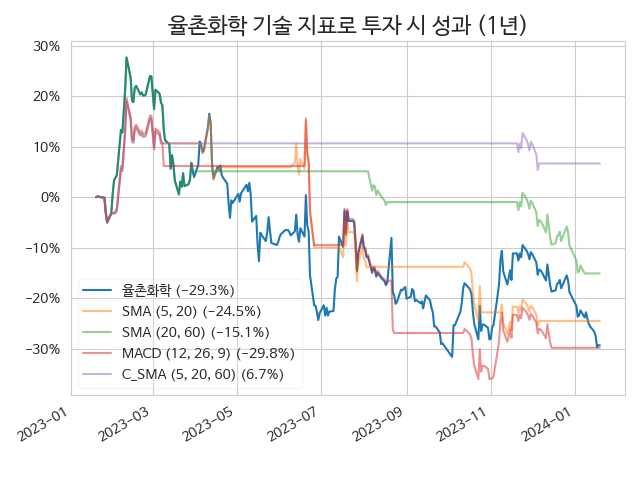 율촌화학 기술 지표로 투자 시 성과 (1년)
30%
20%
10%
0%
−10%
−20%
−30%
율촌화학 (−29.3%)
SMA (5, 20) (−24.5%)
SMA (20, 60) (−15.1%)
MACD (12, 26, 9) (−29.8%)
C_SMA (5, 20, 60) (6.7%)
2023−01
2023−03
2023−05
2023−07
2023−09
2023−11
2024−01